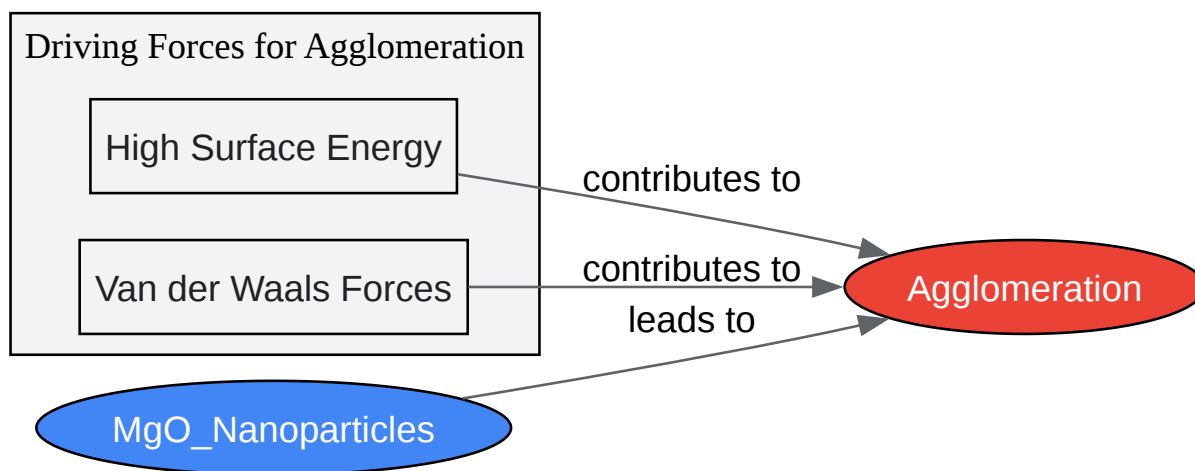 Driving Forces for Agglomeration
High Surface Energy
contributes to
Van der Waals Forces
contributes to
Agglomeration
leads to
MgO_Nanoparticles